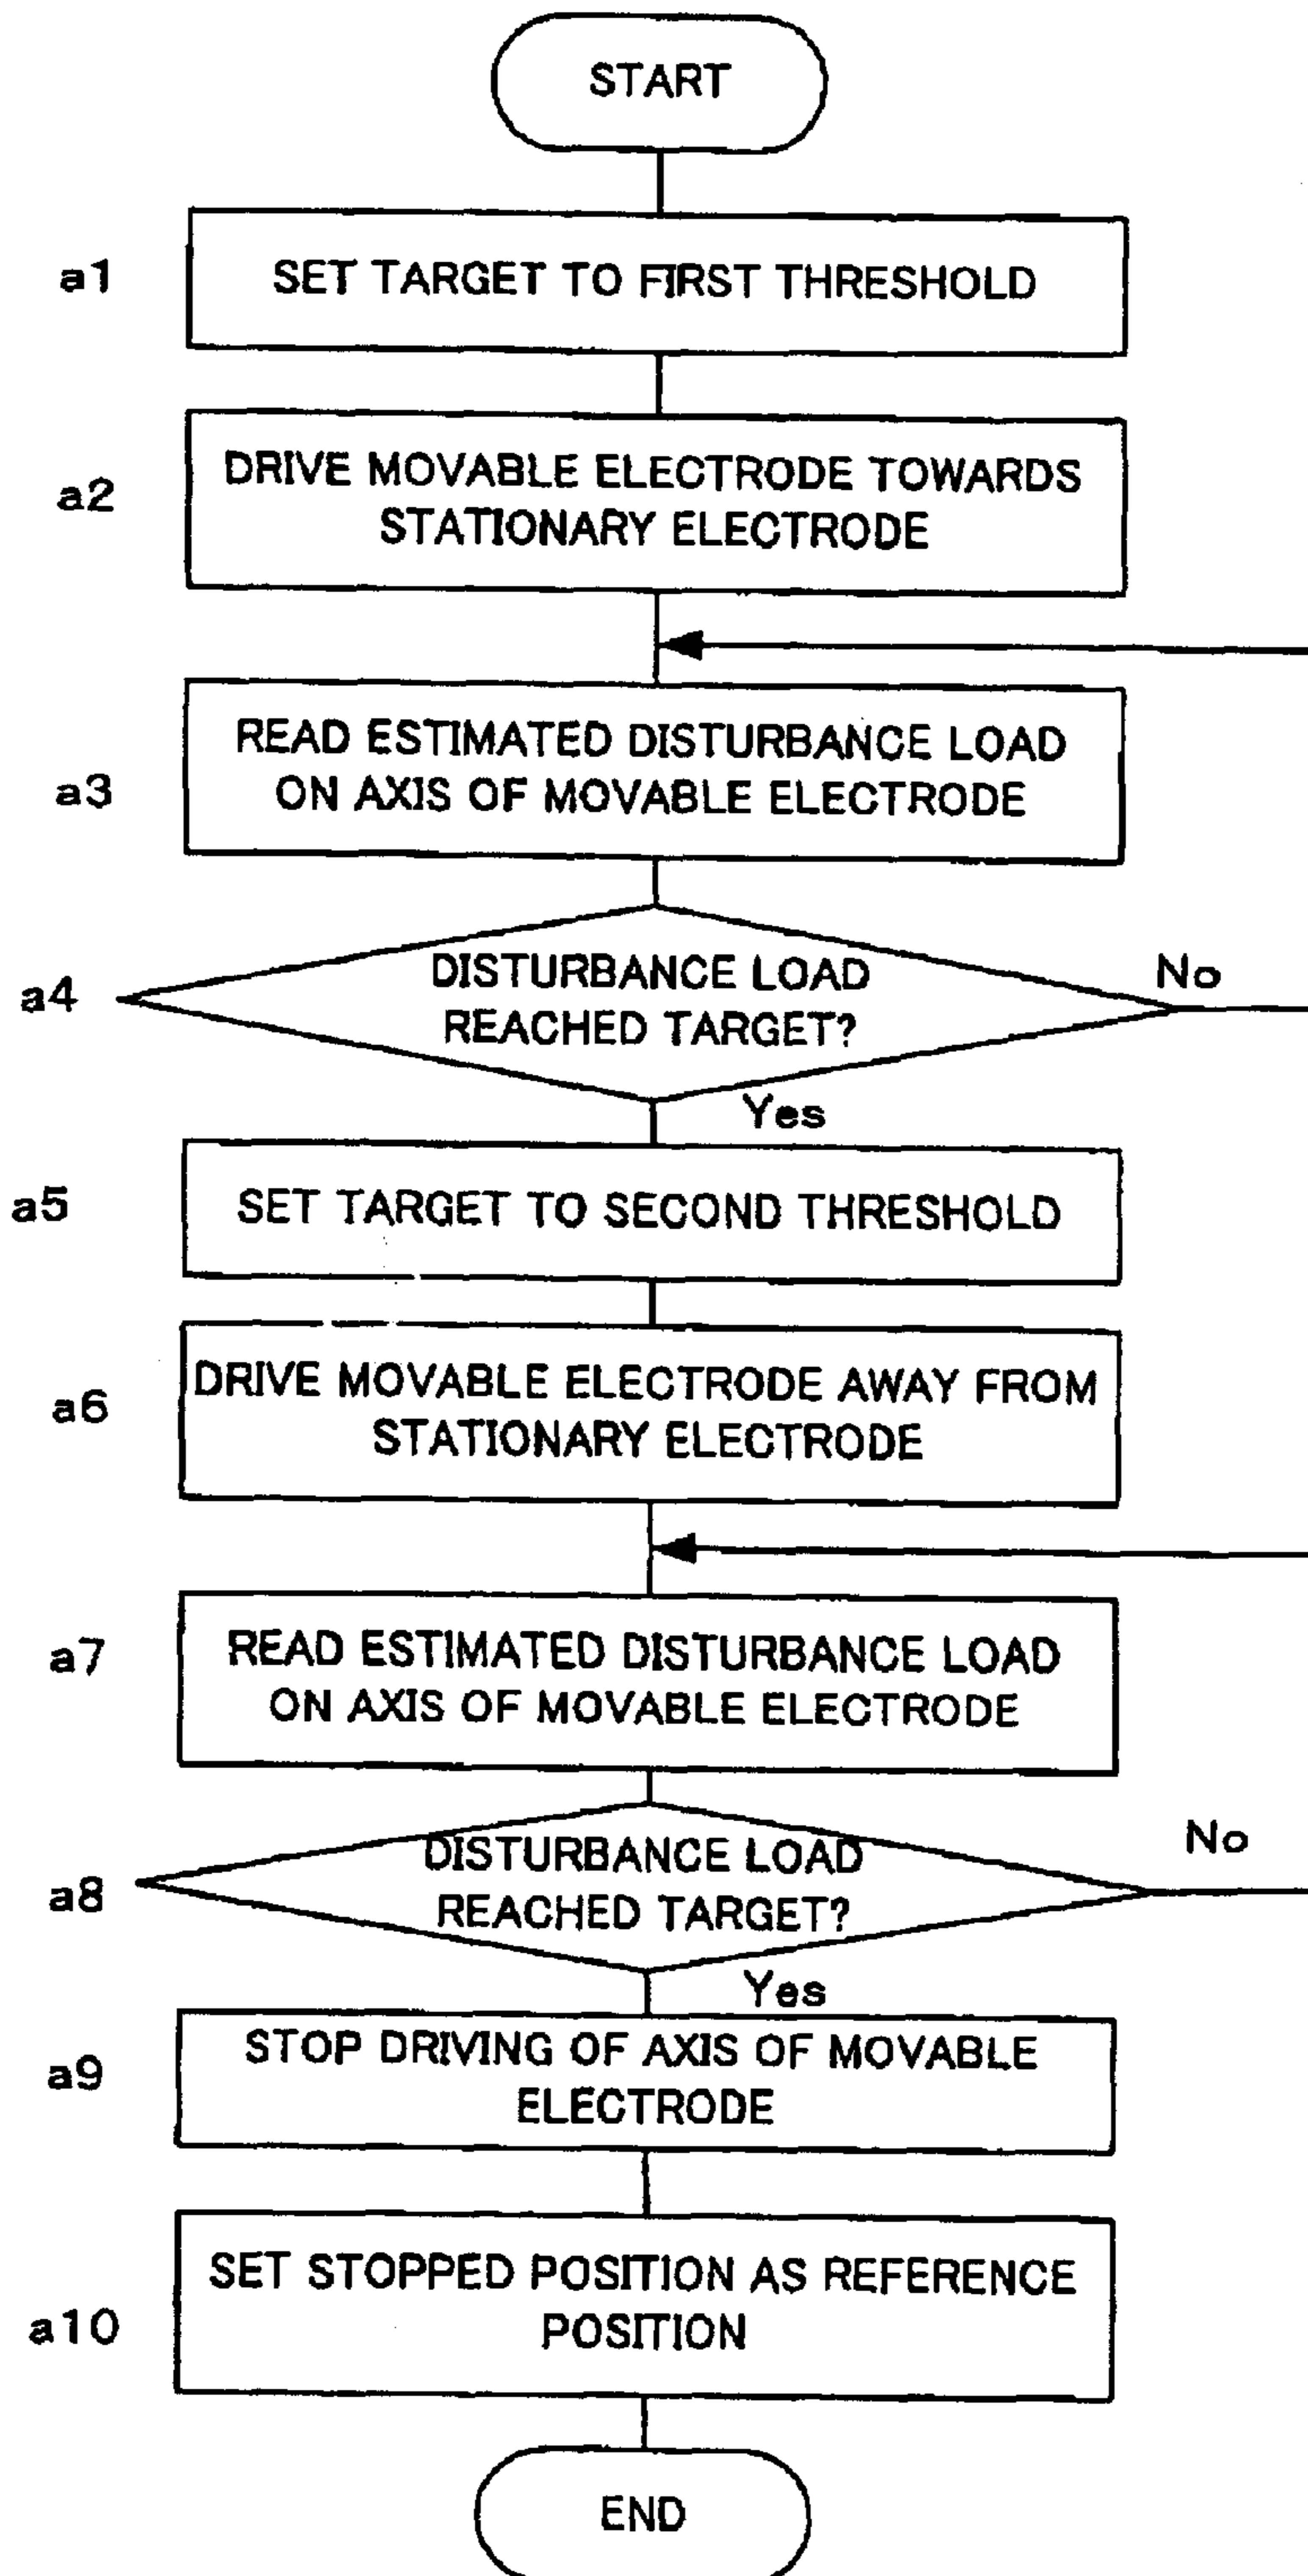 START
a1
SET TARGET TO FIRST THRESHOLD
a2
DRIVE MOVABLE ELECTRODE TOWARDS
STATIONARY ELECTRODE
a3
READ ESTIMATED DISTURBANCE LOAD
ON AXIS OF MOVABLE ELECTRODE
a4
DISTURBANCE LOAD
REACHED TARGET?
No
Yes
a5
SET TARGET TO SECOND THRESHOLD
a6
DRIVE MOVABLE ELECTRODE AWAY FROM
STATIONARY ELECTRODE
a7
READ ESTIMATED DISTURBANCE LOAD
ON AXIS OF MOVABLE ELECTRODE
a8
DISTURBANCE LOAD
REACHED TARGET?
No
Yes
a9
STOP DRIVING OF AXIS OF MOVABLE
ELECTRODE
a10
SET STOPPED POSITION AS REFERENCE
POSITION
END